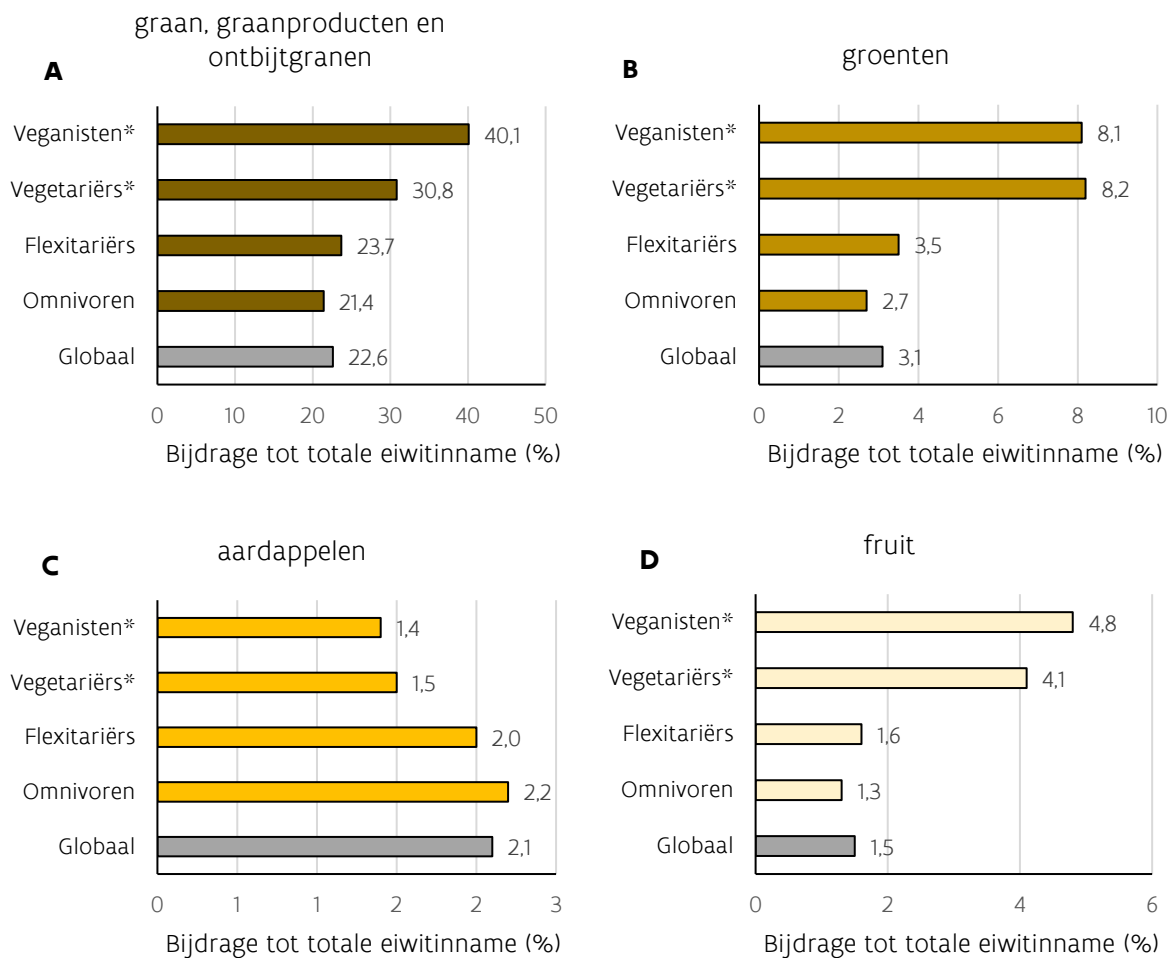 graan, graanproducten en
ontbijtgranen
A
Veganisten* 40,1
Vegetariërs* 30,8
Flexitariërs 23,7
Omnivoren 21,4
Globaal 22,6
0 10 20 30 40 50
Bijdrage tot totale eiwitinname (%)
groenten
B
Veganisten* 8,1
Vegetariërs* 8,2
Flexitariërs 3,5
Omnivoren 2,7
Globaal 3,1
0 2 4 6 8 10
Bijdrage tot totale eiwitinname (%)
aardappelen
C
Veganisten* 1,4
Vegetariërs* 1,5
Flexitariërs 2,0
Omnivoren 2,2
Globaal 2,1
0 1 1 2 2 3
Bijdrage tot totale eiwitinname (%)
fruit
D
Veganisten* 4,8
Vegetariërs* 4,1
Flexitariërs 1,6
Omnivoren 1,3
Globaal 1,5
0 2 4 6
Bijdrage tot totale eiwitinname (%)